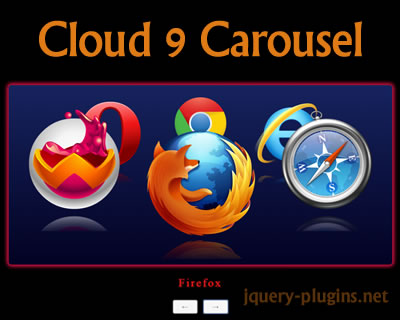 Cloud 9 Carousel
N
E
S
W
Firefox
← →
jquery-plugins.net